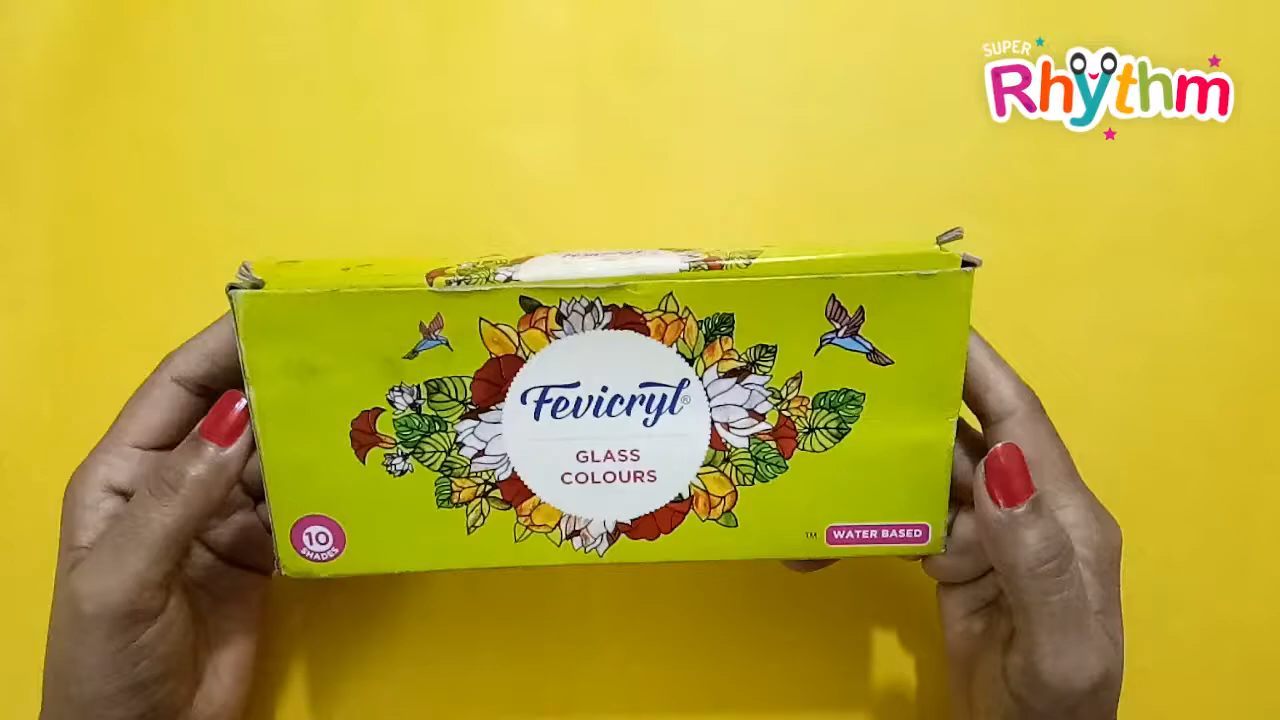 SUPER
Rhythm
Fevicryl®
GLASS
COLOURS
10
SHADES
™
WATER BASED